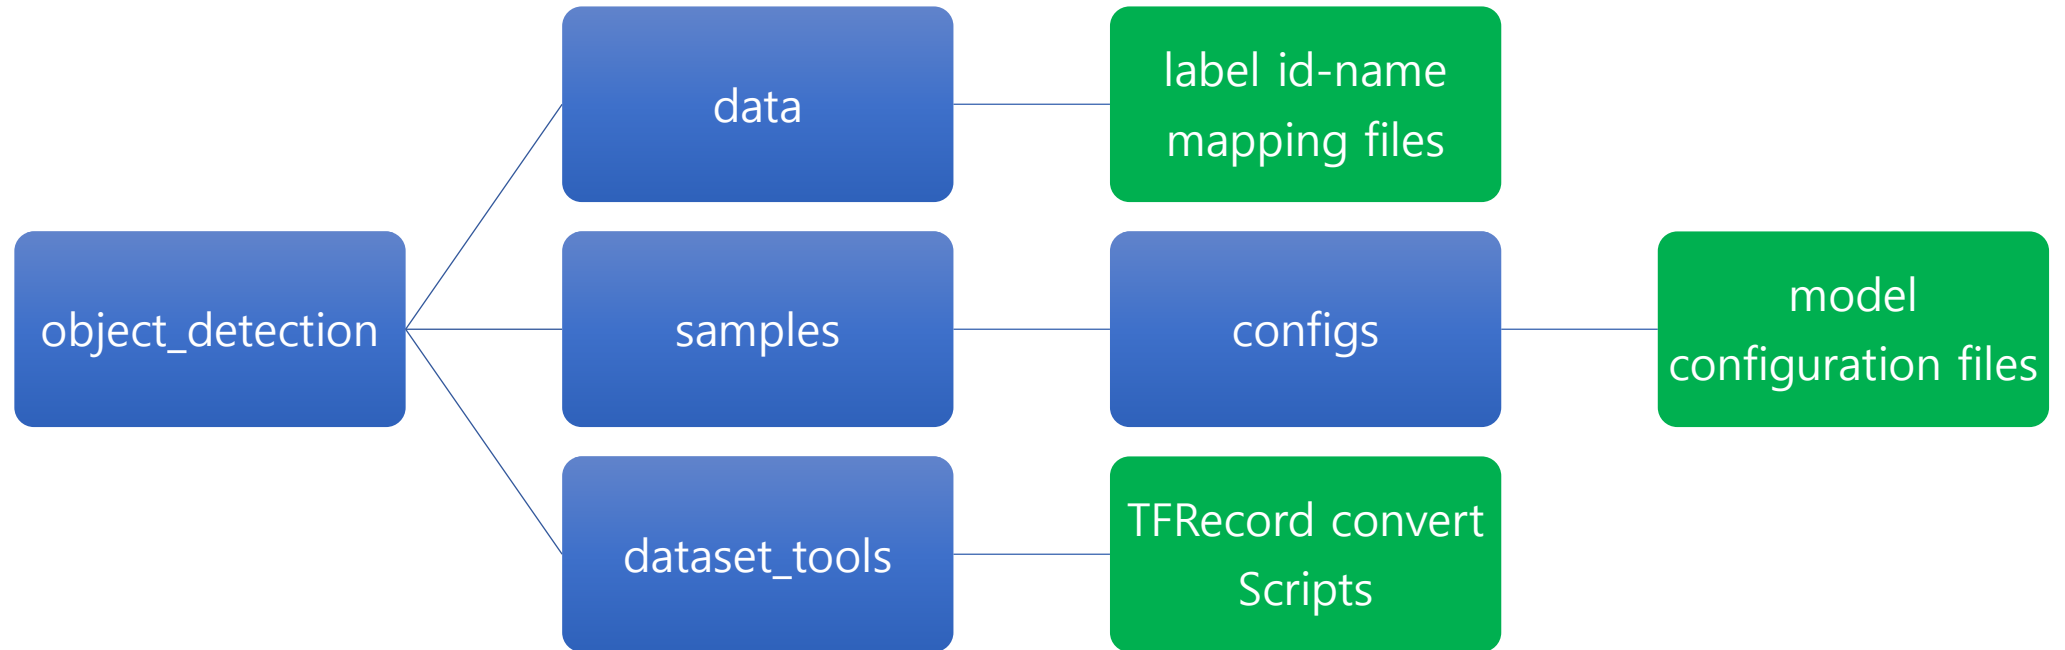 data
label id-name
mapping files
object_detection
samples
configs
model
configuration files
dataset_tools
TFRecord convert
Scripts